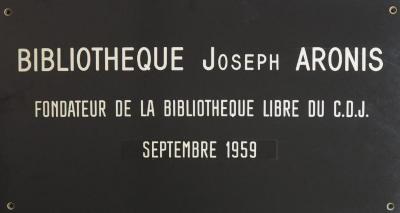 BIBLIOTHEQUE JOSEPH ARONIS
FONDATEUR DE LA BIBLIOTHEQUE LIBRE DU C.D.J.
SEPTEMBRE 1959